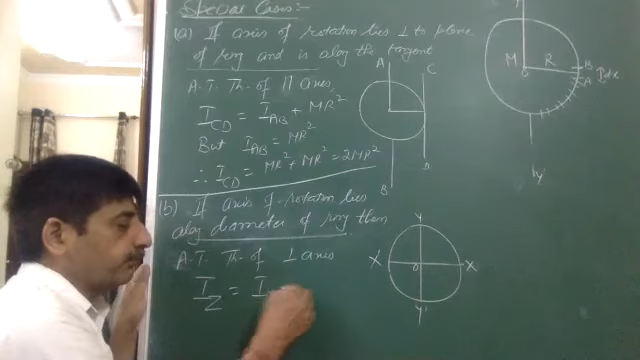 Special Cases:-
(a) If axis of rotation lies ⊥ to plane
of ring and is along the tangent
A.T. Th. of || axes,
I_CD = I_AB + MR²
But I_AB = MR²
∴ I_CD = MR² + MR² = 2MR²
(b) If axis of rotation lies
along diameter of ring then
A.T. Th. of ⊥ axes
I_Z = I
A
C
B
D
M
R
B
A
y'
Y
X
O
X
Y'